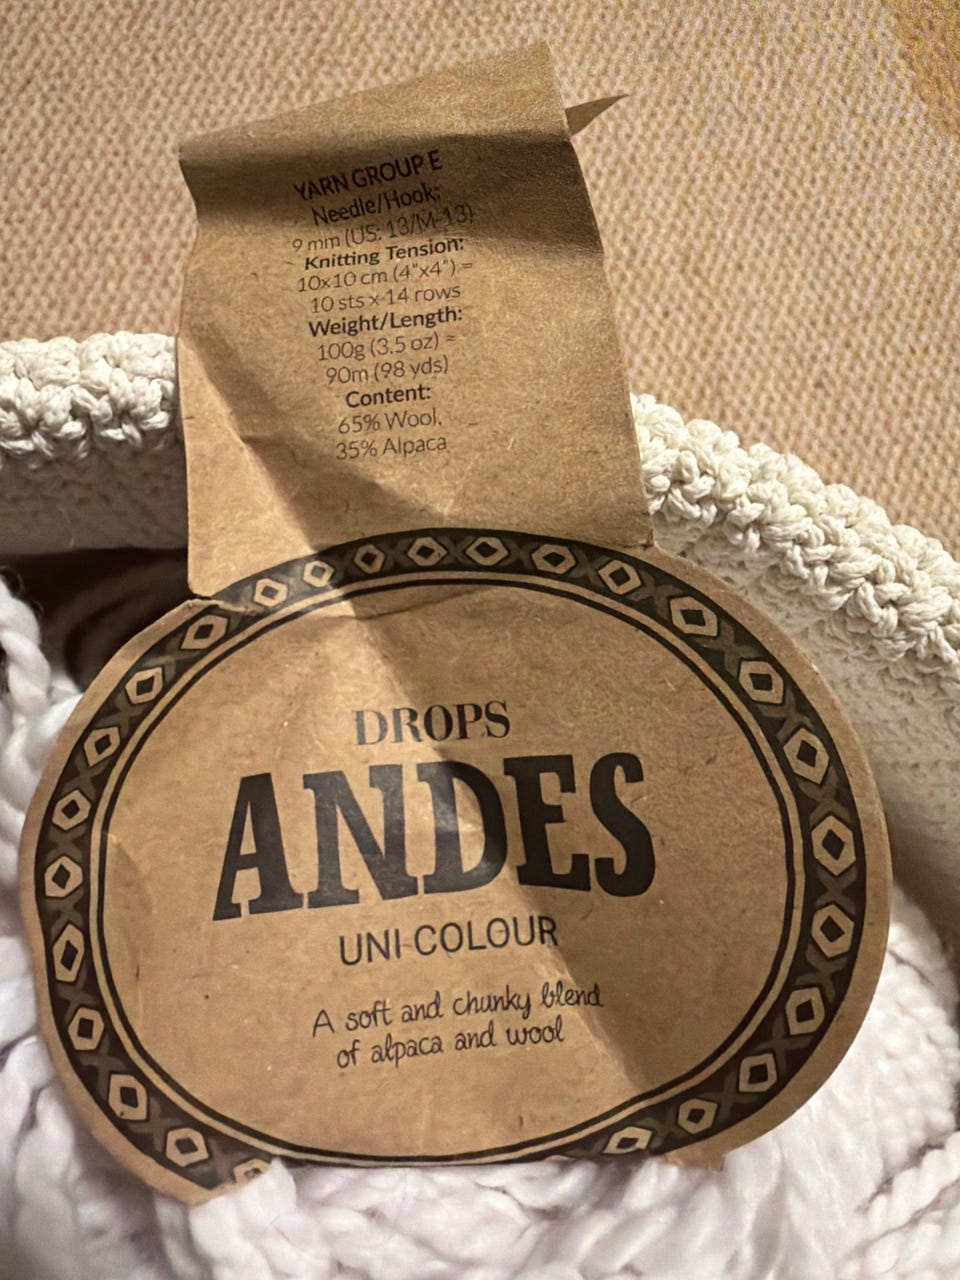 YARN GROUP E
Needle/Hook:
9 mm (US: 13/M-13)
Knitting Tension:
10x10 cm (4"x4") =
10 sts x 14 rows
Weight/Length:
100g (3.5 oz) =
90m (98 yds)
Content:
65% Wool,
35% Alpaca
DROPS
ANDES
UNI COLOUR
A soft and chunky blend
of alpaca and wool